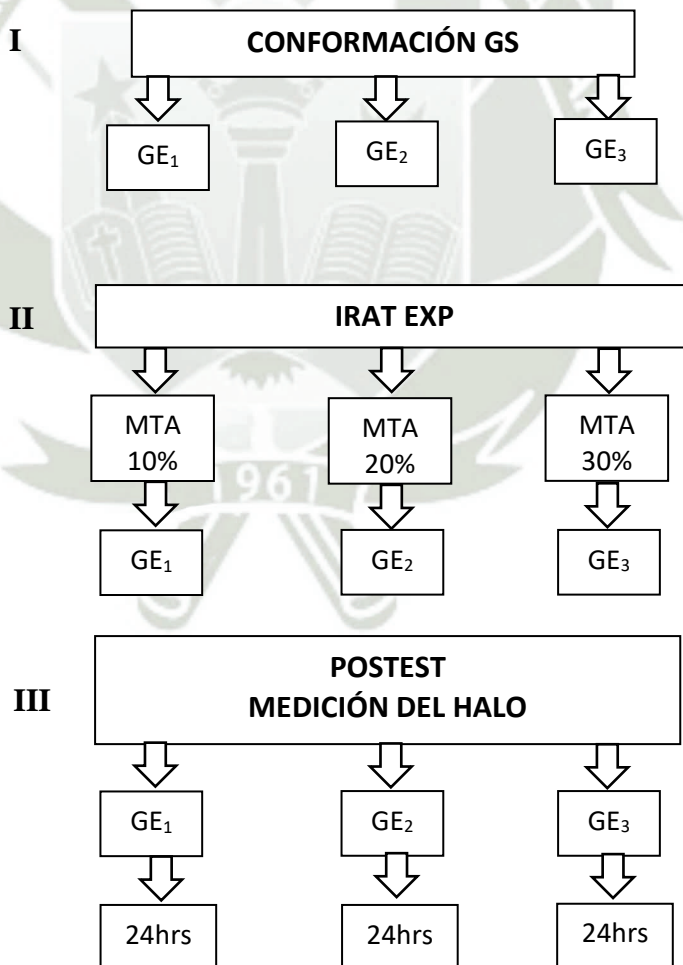 I
CONFORMACIÓN GS
GE₁ GE₂ GE₃
II
IRAT EXP
MTA 10% MTA 20% MTA 30%
1961
GE₁ GE₂ GE₃
III
POSTEST
MEDICIÓN DEL HALO
GE₁ GE₂ GE₃
24hrs 24hrs 24hrs